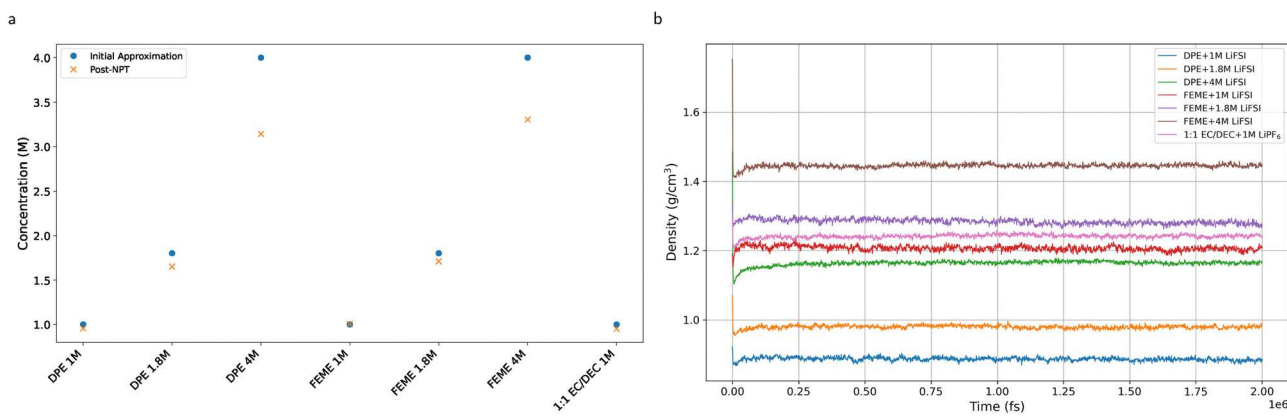 a
b
Initial Approximation
Post-NPT
Concentration (M)
4.0
3.5
3.0
2.5
2.0
1.5
1.0
DPE 1M
DPE 1.8M
DPE 4M
FEME 1M
FEME 1.8M
FEME 4M
1:1 EC/DEC 1M
DPE+1M LiFSI
DPE+1.8M LiFSI
DPE+4M LiFSI
FEME+1M LiFSI
FEME+1.8M LiFSI
FEME+4M LiFSI
1:1 EC/DEC+1M LiPF₆
Density (g/cm³)
1.6
1.4
1.2
1.0
0.00
0.25
0.50
0.75
1.00
1.25
1.50
1.75
2.00
1e6
Time (fs)